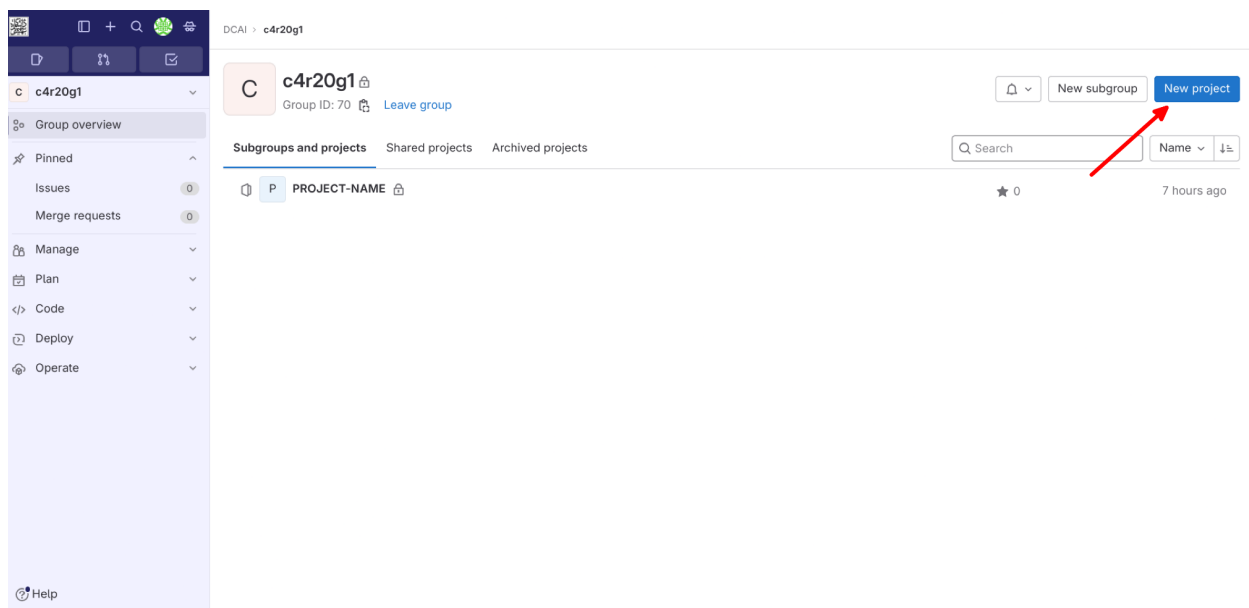 DCAI > c4r20g1
C c4r20g1
Group overview
Pinned
Issues 0
Merge requests 0
Manage
Plan
Code
Deploy
Operate
Help
C
c4r20g1
Group ID: 70 Leave group
New subgroup New project
Subgroups and projects Shared projects Archived projects
Search Name
P PROJECT-NAME 0 7 hours ago